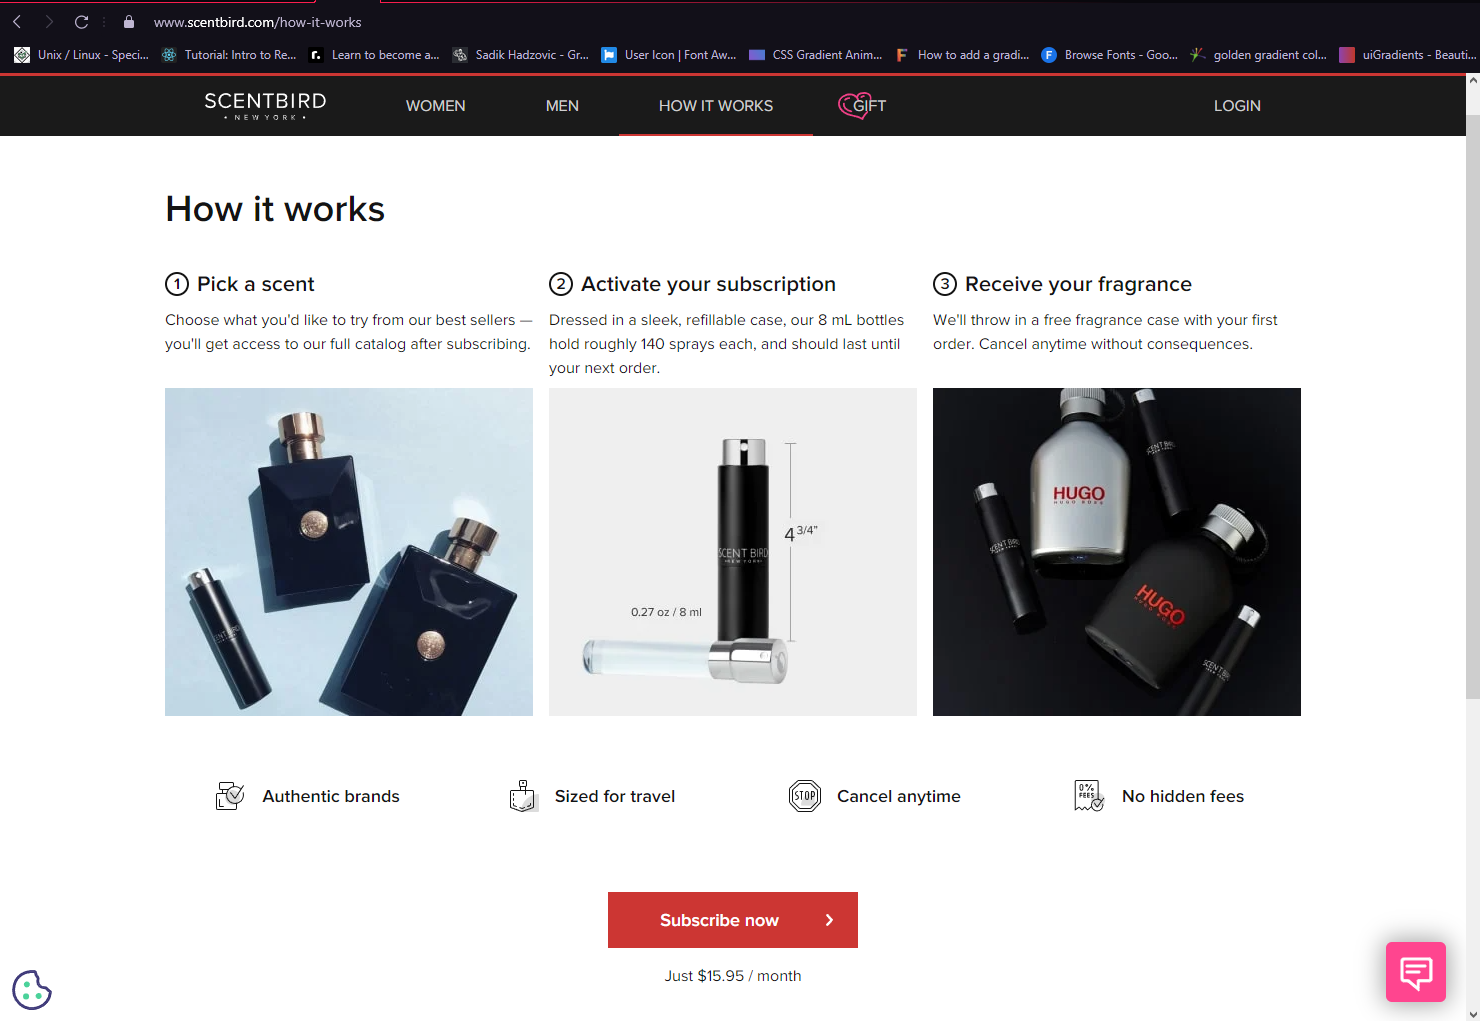 www.scentbird.com/how-it-works
Unix / Linux - Speci... Tutorial: Intro to Re... Learn to become a... Sadik Hadzovic - Gr... User Icon | Font Aw... CSS Gradient Anim... How to add a gradi... Browse Fonts - Goo... golden gradient col... uiGradients - Beauti...
SCENTBIRD
• NEW YORK •
WOMEN MEN HOW IT WORKS GIFT LOGIN
How it works
1 Pick a scent
Choose what you'd like to try from our best sellers —
you'll get access to our full catalog after subscribing.
2 Activate your subscription
Dressed in a sleek, refillable case, our 8 mL bottles
hold roughly 140 sprays each, and should last until
your next order.
3 Receive your fragrance
We'll throw in a free fragrance case with your first
order. Cancel anytime without consequences.
SCENT BIRD
NEW YORK
4 3/4"
0.27 oz / 8 ml
HUGO
HUGO BOSS
HUGO
HUGO BOSS
SCENT BIRD
SCENT BIRD
SCENT BIRD
Authentic brands
Sized for travel
STOP
Cancel anytime
0%
FEES
No hidden fees
Subscribe now
Just $15.95 / month